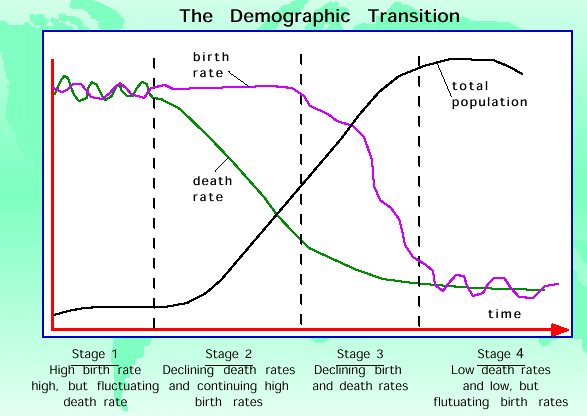 The Demographic Transition
birth
rate
total
population
death
rate
time
Stage 1
High birth rate
high, but fluctuating
death rate
Stage 2
Declining death rates
and continuing high
birth rates
Stage 3
Declining birth
and death rates
Stage 4
Low death rates
and low, but
flutuating birth rates